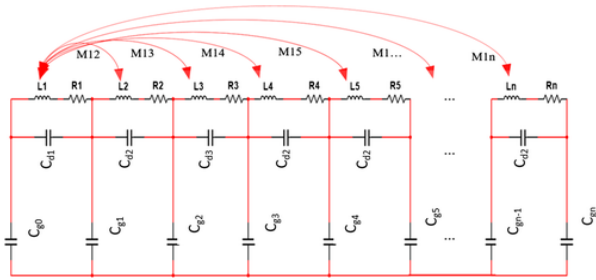 M12 M13 M14 M15 M1... M1n
L1 R1 L2 R2 L3 R3 L4 R4 L5 R5 ... Ln Rn
Cd1 Cd2 Cd3 Cd2 Cd2 ... Cd2
Cg0 Cg1 Cg2 Cg3 Cg4 Cg5 ... Cgn-1 Cgn